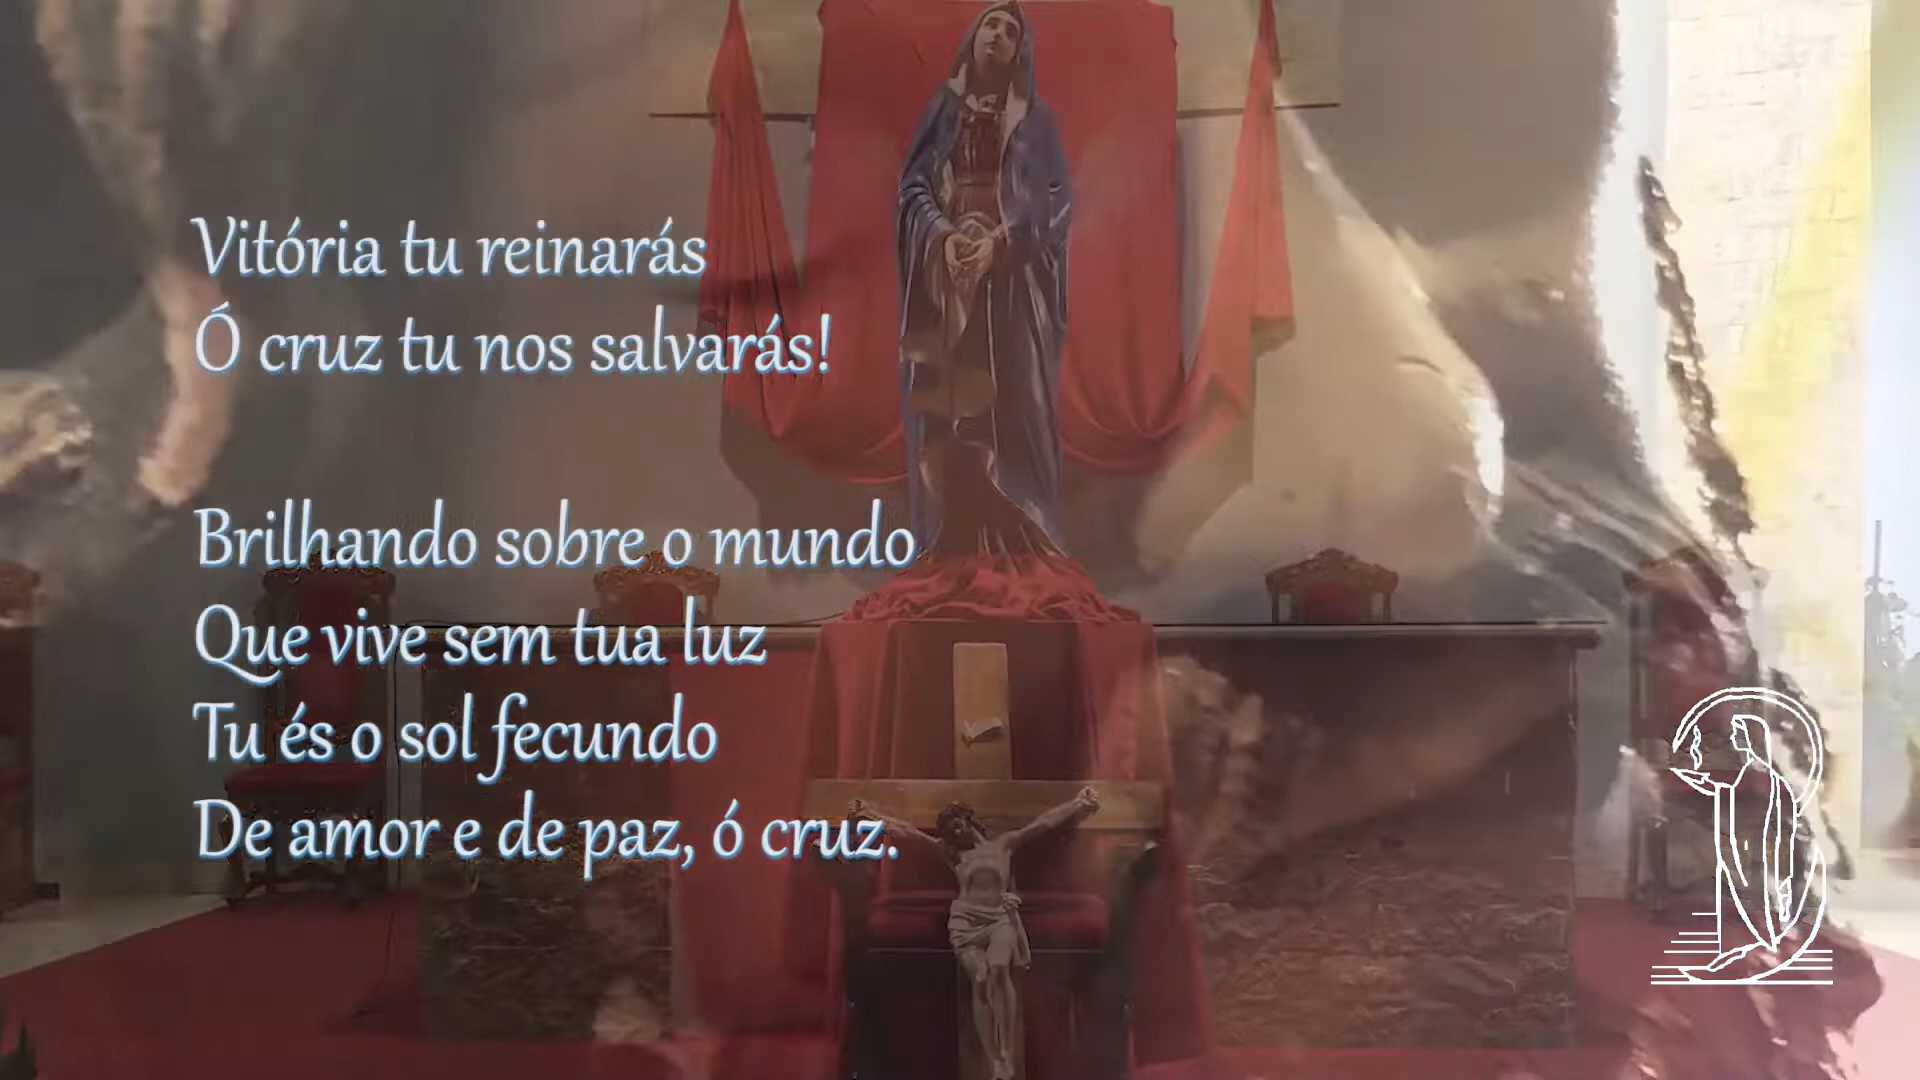 Vitória tu reinarás
Ó cruz tu nos salvarás!
Brilhando sobre o mundo
Que vive sem tua luz
Tu és o sol fecundo
De amor e de paz, ó cruz.